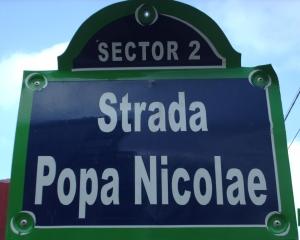 SECTOR 2
Strada
Popa Nicolae